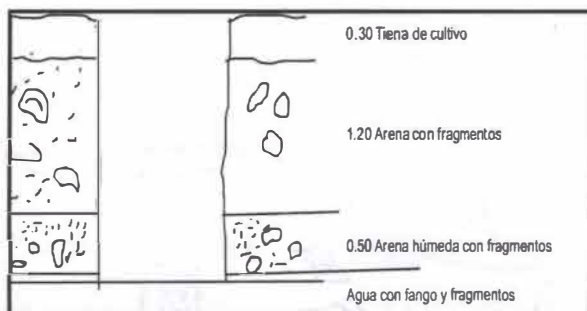 0.30 Tiena de cultivo
1.20 Arena con fragmentos
0.50 Arena húmeda con fragmentos
Agua con fango y fragmentos